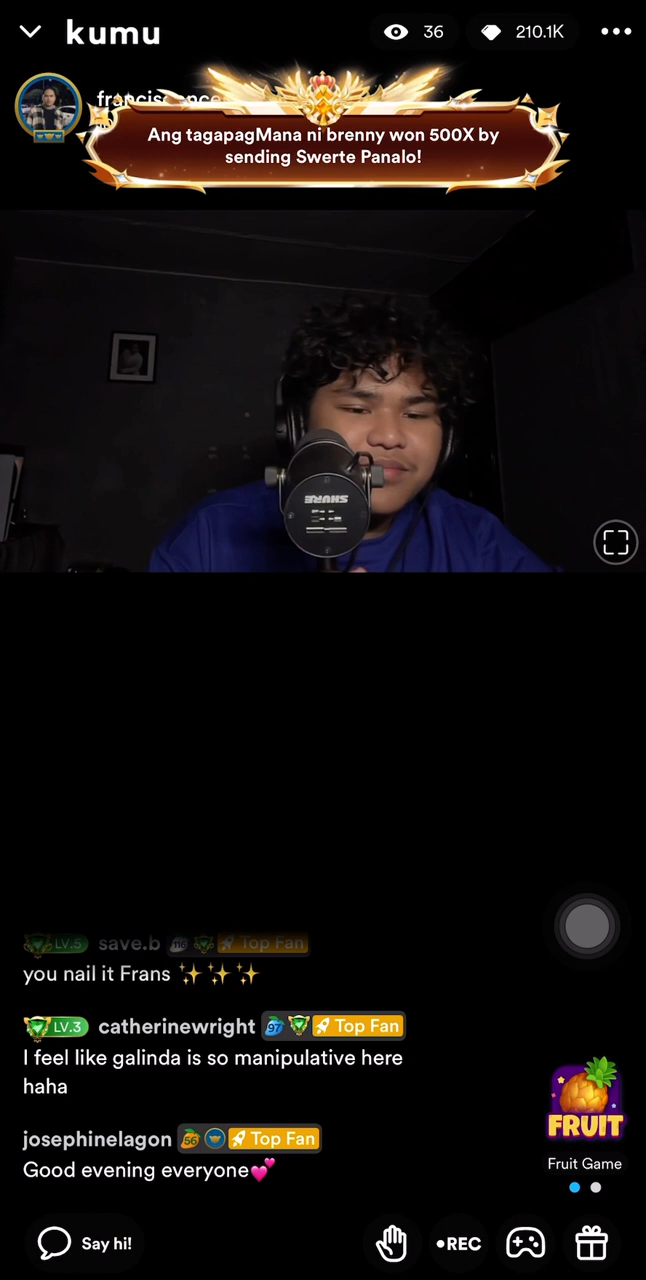 kumu
36
210.1K
Ang tagapagMana ni brenny won 500X by
sending Swerte Panalo!
SHURE
LV.5 save.b 116 Top Fan
you nail it Frans ✨ ✨ ✨
LV.3 catherinewright 97 Top Fan
I feel like galinda is so manipulative here
haha
josephinelagon 56 Top Fan
Good evening everyone💕
FRUIT
Fruit Game
Say hi!
•REC